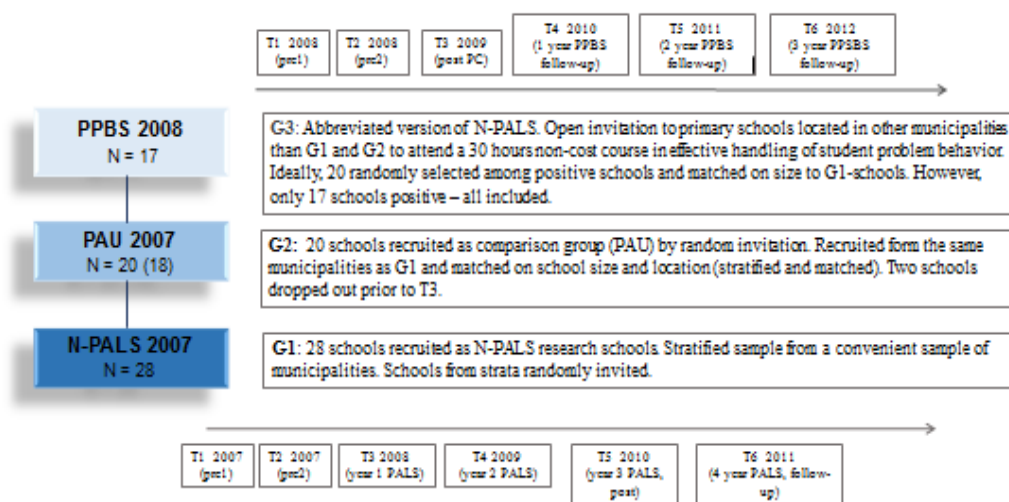 T1 2008
(pre1)
T2 2008
(pre2)
T3 2009
(post PC)
T4 2010
(1 year PPBS
follow-up)
T5 2011
(2 year PPBS
follow-up)
T6 2012
(3 year PPSBS
follow-up)
PPBS 2008
N = 17
G3: Abbreviated version of N-PALS. Open invitation to primary schools located in other municipalities
than G1 and G2 to attend a 30 hours non-cost course in effective handling of student problem behavior.
Ideally, 20 randomly selected among positive schools and matched on size to G1-schools. However,
only 17 schools positive – all included.
PAU 2007
N = 20 (18)
G2: 20 schools recruited as comparison group (PAU) by random invitation. Recruited form the same
municipalities as G1 and matched on school size and location (stratified and matched). Two schools
dropped out prior to T3.
N-PALS 2007
N = 28
G1: 28 schools recruited as N-PALS research schools. Stratified sample from a convenient sample of
municipalities. Schools from strata randomly invited.
T1 2007
(pre1)
T2 2007
(pre2)
T3 2008
(year 1 PALS)
T4 2009
(year 2 PALS)
T5 2010
(year 3 PALS,
post)
T6 2011
(4 year PALS, follow-
up)